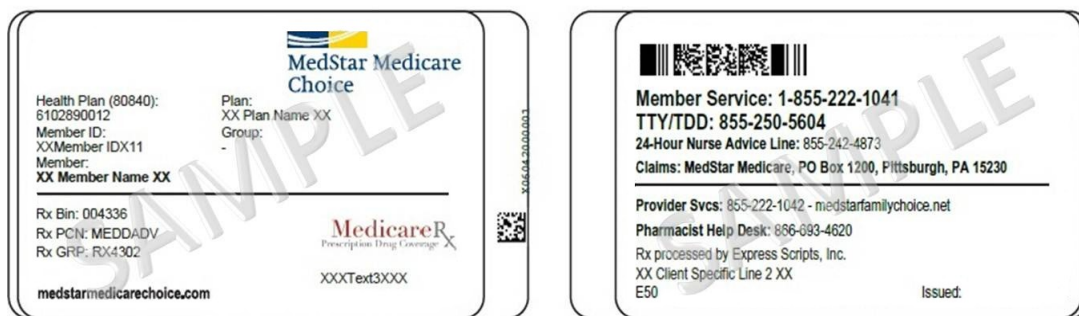 MedStar Medicare
Choice
Health Plan (80840):
6102890012
Member ID:
XXMember IDX11
Member:
XX Member Name XX
Plan:
XX Plan Name XX
Group:
-
Rx Bin: 004336
Rx PCN: MEDDADV
Rx GRP: RX4302
MedicareRx
Prescription Drug Coverage
XXXText3XXX
medstarmedicarechoice.com
X060420000001
SAMPLE
Member Service: 1-855-222-1041
TTY/TDD: 855-250-5604
24-Hour Nurse Advice Line: 855-242-4873
Claims: MedStar Medicare, PO Box 1200, Pittsburgh, PA 15230
Provider Svcs: 855-222-1042 - medstarfamilychoice.net
Pharmacist Help Desk: 866-693-4620
Rx processed by Express Scripts, Inc.
XX Client Specific Line 2 XX
E50
Issued:
SAMPLE